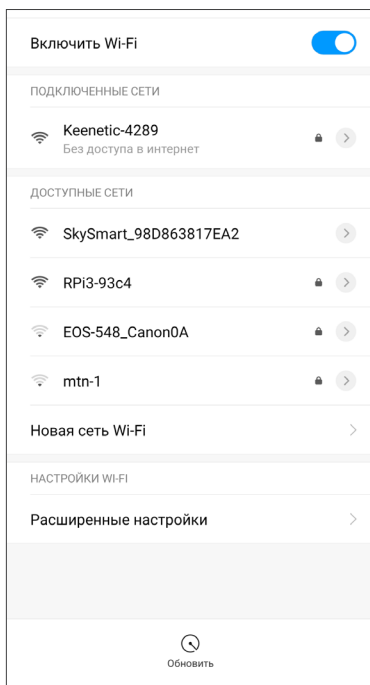 Включить Wi-Fi
ПОДКЛЮЧЕННЫЕ СЕТИ
Keenetic-4289
Без доступа в интернет
ДОСТУПНЫЕ СЕТИ
SkySmart_98D863817EA2
RPi3-93c4
EOS-548_Canon0A
mtn-1
Новая сеть Wi-Fi
НАСТРОЙКИ WI-FI
Расширенные настройки
Обновить